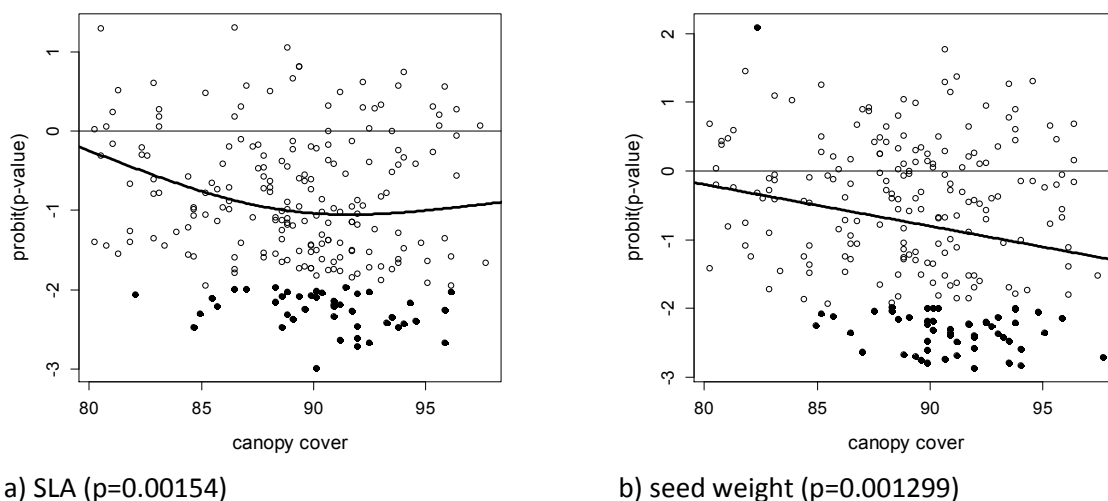 1
0
-1
-2
-3
probit(p-value)
80 85 90 95
canopy cover
a) SLA (p=0.00154)
2
1
0
-1
-2
-3
probit(p-value)
80 85 90 95
canopy cover
b) seed weight (p=0.001299)